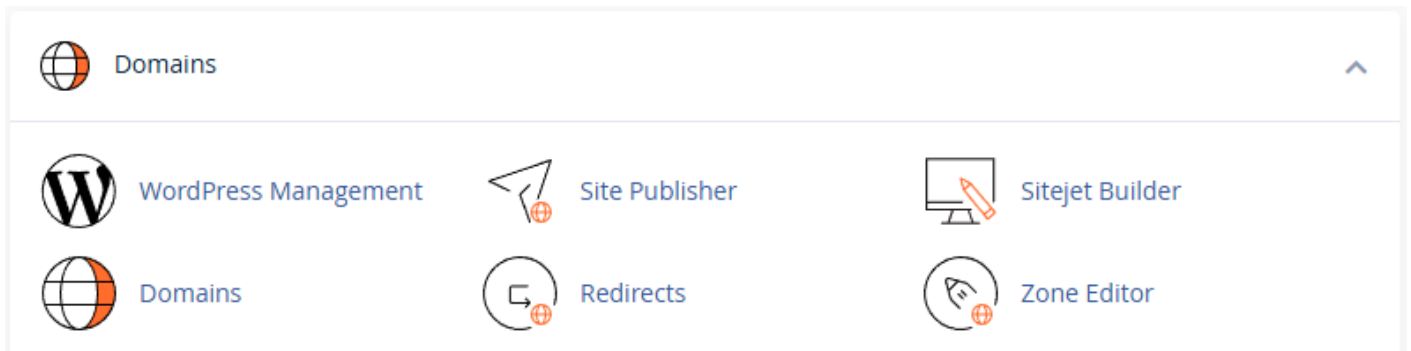 Domains
WordPress Management
Site Publisher
Sitejet Builder
Domains
Redirects
Zone Editor